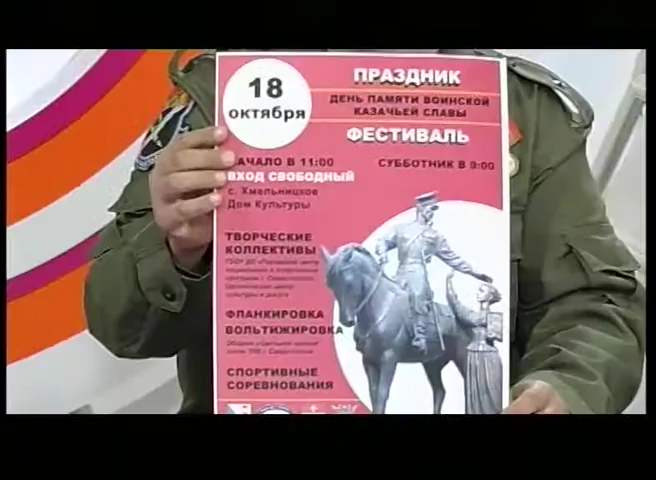 18
октября
ПРАЗДНИК
ДЕНЬ ПАМЯТИ ВОИНСКОЙ
КАЗАЧЬЕЙ СЛАВЫ
ФЕСТИВАЛЬ
НАЧАЛО В 11:00
СУББОТНИК В 9:00
ВХОД СВОБОДНЫЙ
с. Хмельницкое
Дом Культуры
ТВОРЧЕСКИЕ
КОЛЛЕКТИВЫ
ФЛАНКИРОВКА
ВОЛЬТИЖИРОВКА
СПОРТИВНЫЕ
СОРЕВНОВАНИЯ